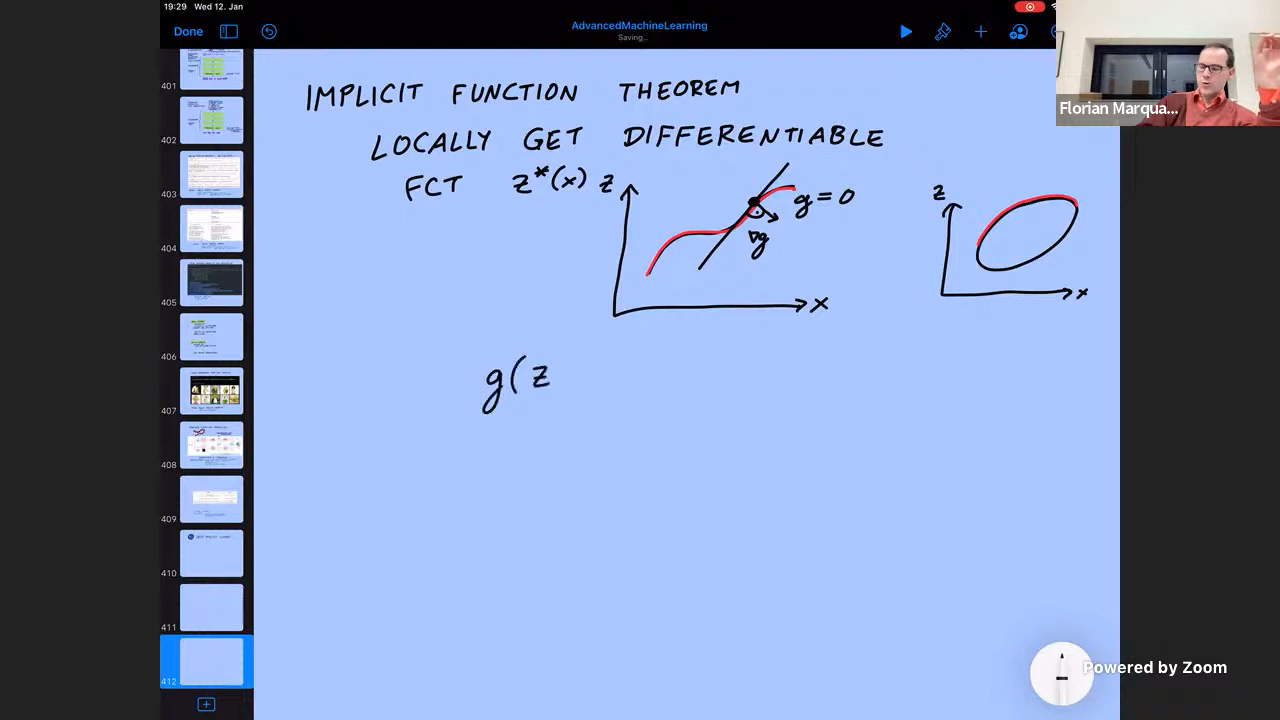 19:29 Wed 12. Jan
Done
AdvancedMachineLearning
Saving...
Florian Marqua...
IMPLICIT FUNCTION THEOREM
LOCALLY GET DIFFERENTIABLE
FCT z*(x)
z
g = 0
∇g
x
z
x
g(z
401
402
403
404
405
406
407
408
409
410
411
412
Powered by Zoom